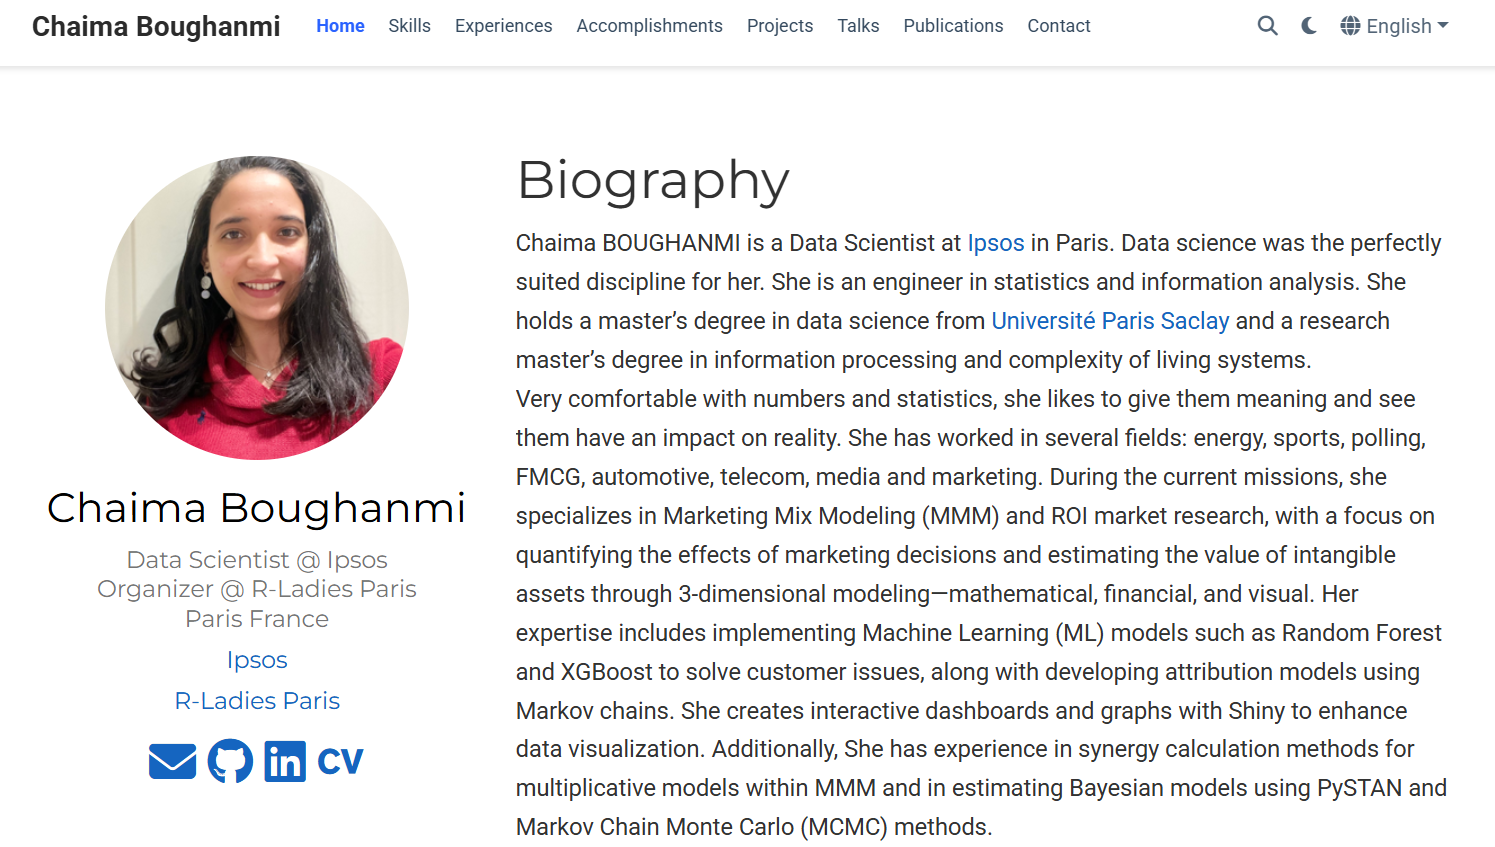 Chaima Boughanmi Home Skills Experiences Accomplishments Projects Talks Publications Contact English
Chaima Boughanmi
Data Scientist @ Ipsos
Organizer @ R-Ladies Paris
Paris France
Ipsos
R-Ladies Paris
CV
Biography
Chaima BOUGHANMI is a Data Scientist at Ipsos in Paris. Data science was the perfectly
suited discipline for her. She is an engineer in statistics and information analysis. She
holds a master’s degree in data science from Université Paris Saclay and a research
master’s degree in information processing and complexity of living systems.
Very comfortable with numbers and statistics, she likes to give them meaning and see
them have an impact on reality. She has worked in several fields: energy, sports, polling,
FMCG, automotive, telecom, media and marketing. During the current missions, she
specializes in Marketing Mix Modeling (MMM) and ROI market research, with a focus on
quantifying the effects of marketing decisions and estimating the value of intangible
assets through 3-dimensional modeling—mathematical, financial, and visual. Her
expertise includes implementing Machine Learning (ML) models such as Random Forest
and XGBoost to solve customer issues, along with developing attribution models using
Markov chains. She creates interactive dashboards and graphs with Shiny to enhance
data visualization. Additionally, She has experience in synergy calculation methods for
multiplicative models within MMM and in estimating Bayesian models using PySTAN and
Markov Chain Monte Carlo (MCMC) methods.